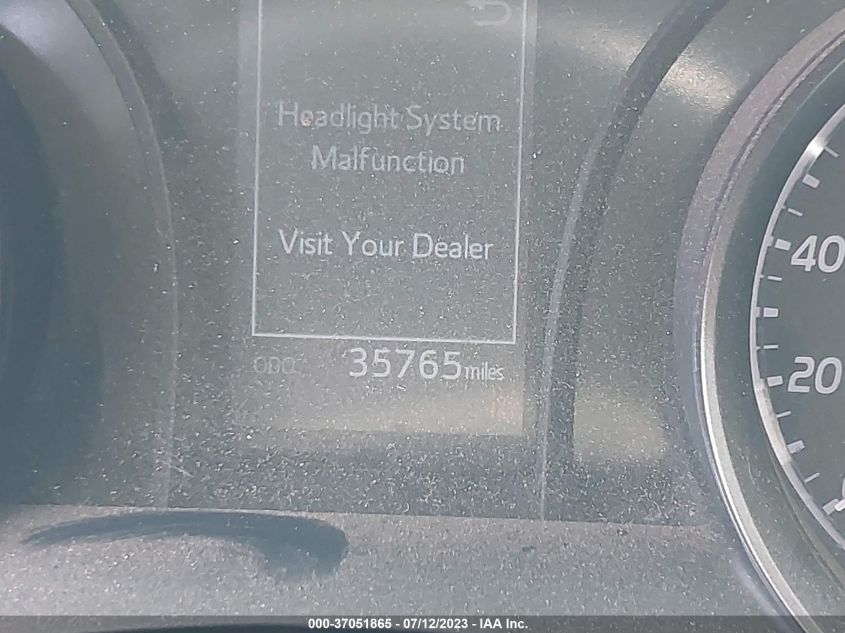 Headlight System
Malfunction
Visit Your Dealer
ODO 35765 miles
40
20
000-37051865 - 07/12/2023 - IAA Inc.